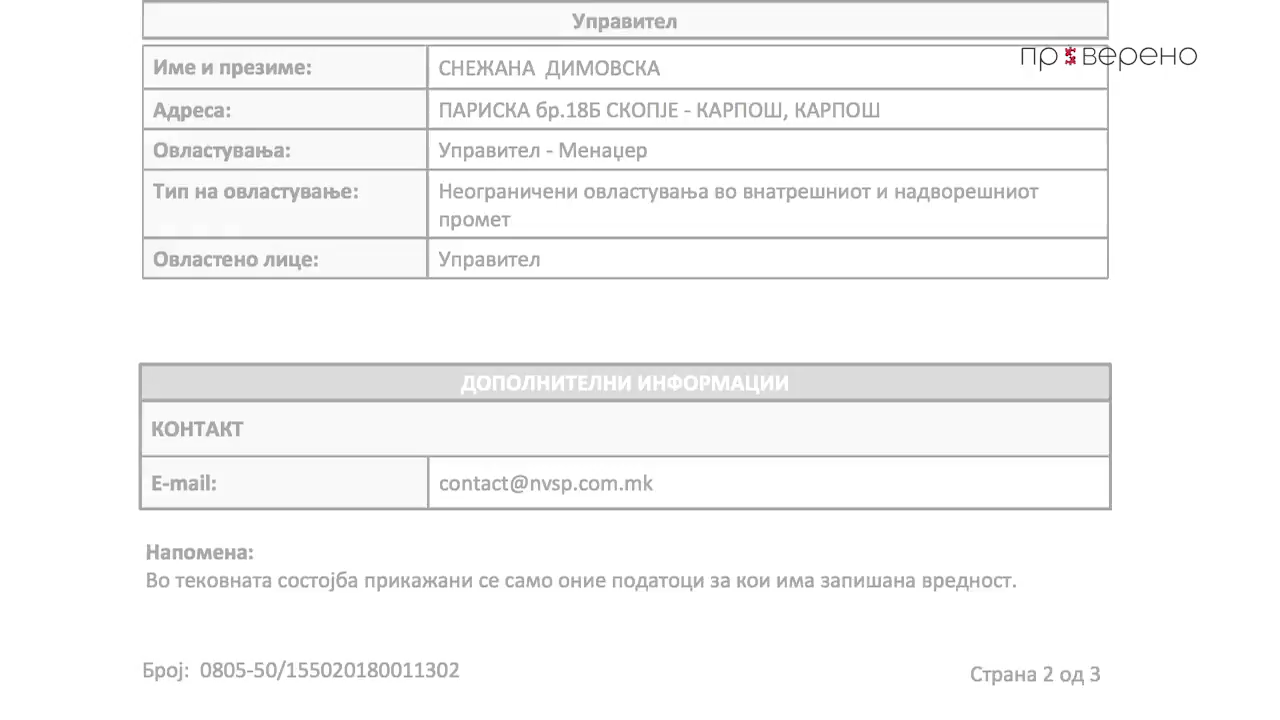 Управител
пр верено
Име и презиме: СНЕЖАНА ДИМОВСКА
Адреса: ПАРИСКА бр.18Б СКОПЈЕ - КАРПОШ, КАРПОШ
Овластувања: Управител - Менаџер
Тип на овластување: Неограничени овластувања во внатрешниот и надворешниот
промет
Овластено лице: Управител
ДОПОЛНИТЕЛНИ ИНФОРМАЦИИ
КОНТАКТ
E-mail: contact@nvsp.com.mk
Напомена:
Во тековната состојба прикажани се само оние податоци за кои има запишана вредност.
Број: 0805-50/155020180011302
Страна 2 од 3